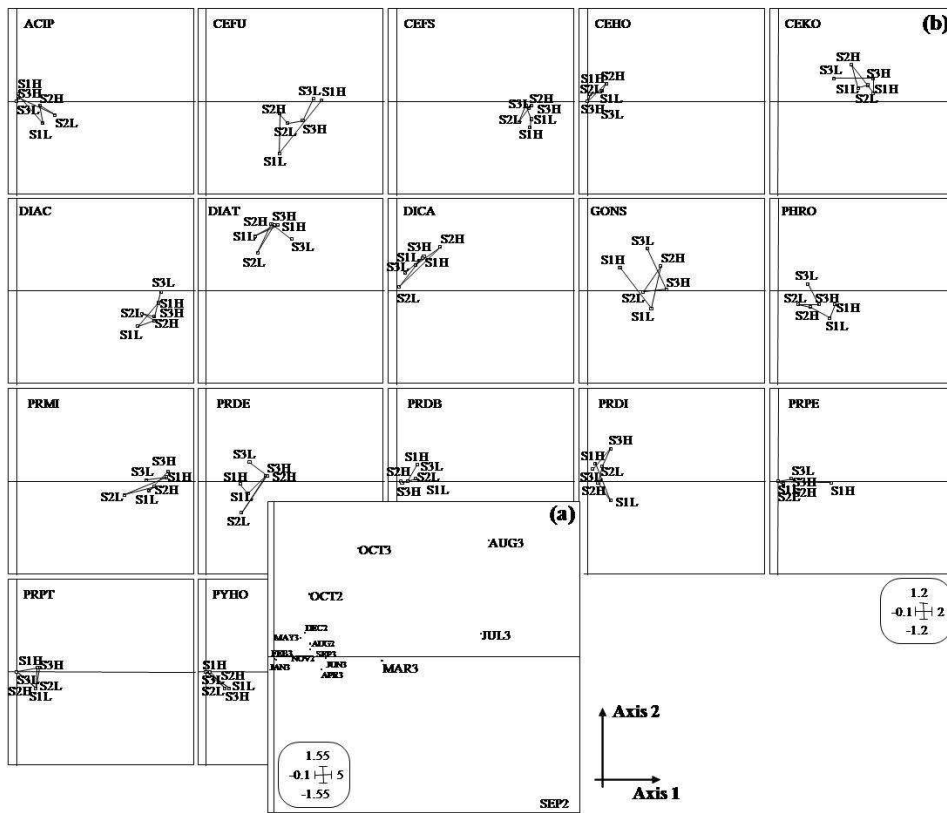 ACIP
S1H
S3H
S2H
S3L
S2L
S1L
CEFU
S3L
S1H
S2H
S2L
S3H
S1L
CEFS
S2H
S3L
S3H
S2L
S1L
S1H
CEHO
S1H
S2H
S1L
S3H
S3L
(b)
CEKO
S2H
S3L
S3H
S1L
S1H
S2L
DIAC
S3L
S1H
S2L
S3H
S2H
S1L
DIAT
S3H
S2H
S1H
S1L
S3L
S2L
DICA
S3H
S2H
S1L
S1H
S3L
S2L
GONS
S3L
S1H
S2H
S3H
S2L
S1L
PHRO
S3L
S2L
S3H
S1H
S2H
S1L
PRMI
S3H
S3L
S1H
S2L
S2H
S1L
PRDE
S3L
S3H
S1H
S2H
S1L
S2L
PRDB
S1H
S2H
S3L
S2L
S3H
S1L
PRDI
S3H
S1H
S2L
S3L
S2H
S1L
PRPE
S3L
S3H
S1H
S2H
PRPT
S1H
S3H
S3L
S2L
S2H
S1L
PYHO
S1H
S2H
S3L
S1L
S2L
S3H
(a)
OCT3
AUG3
OCT2
DEC2
MAY3
AUG2
JUL3
FEB3
NOV2
SEP3
JAN3
JUN3
MAR3
APR3
SEP2
1.55
-0.1 5
-1.55
1.2
-0.1 2
-1.2
Axis 2
Axis 1